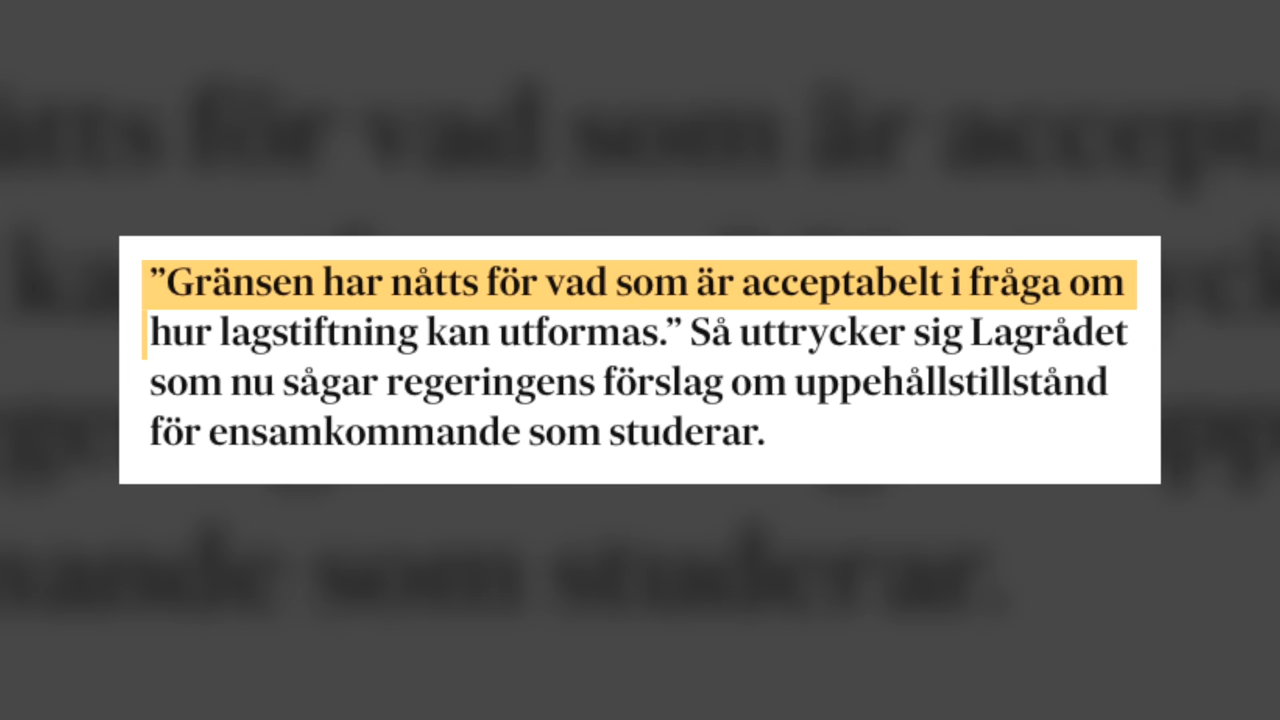 ”Gränsen har nåtts för vad som är acceptabelt i fråga om
hur lagstiftning kan utformas.” Så uttrycker sig Lagrådet
som nu sågar regeringens förslag om uppehållstillstånd
för ensamkommande som studerar.